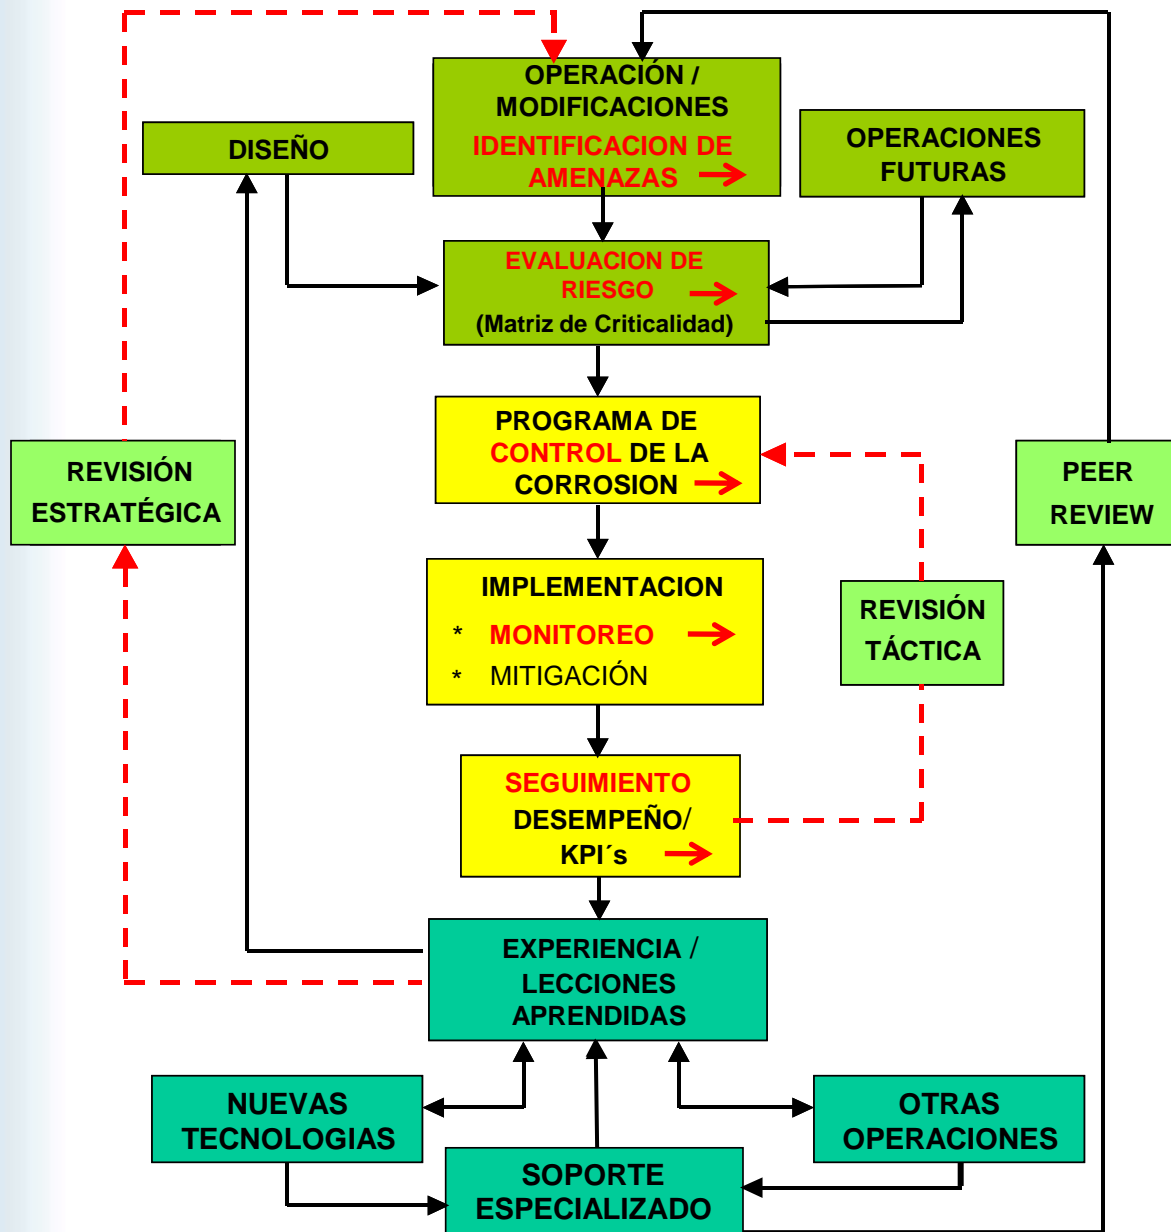 OPERACIÓN /
MODIFICACIONES
IDENTIFICACION DE
AMENAZAS
DISEÑO
OPERACIONES
FUTURAS
EVALUACION DE
RIESGO
(Matriz de Criticalidad)
PROGRAMA DE
CONTROL DE LA
CORROSION
REVISIÓN
ESTRATÉGICA
PEER
REVIEW
IMPLEMENTACION
* MONITOREO
* MITIGACIÓN
REVISIÓN
TÁCTICA
SEGUIMIENTO
DESEMPEÑO/
KPI´s
EXPERIENCIA /
LECCIONES
APRENDIDAS
NUEVAS
TECNOLOGIAS
OTRAS
OPERACIONES
SOPORTE
ESPECIALIZADO